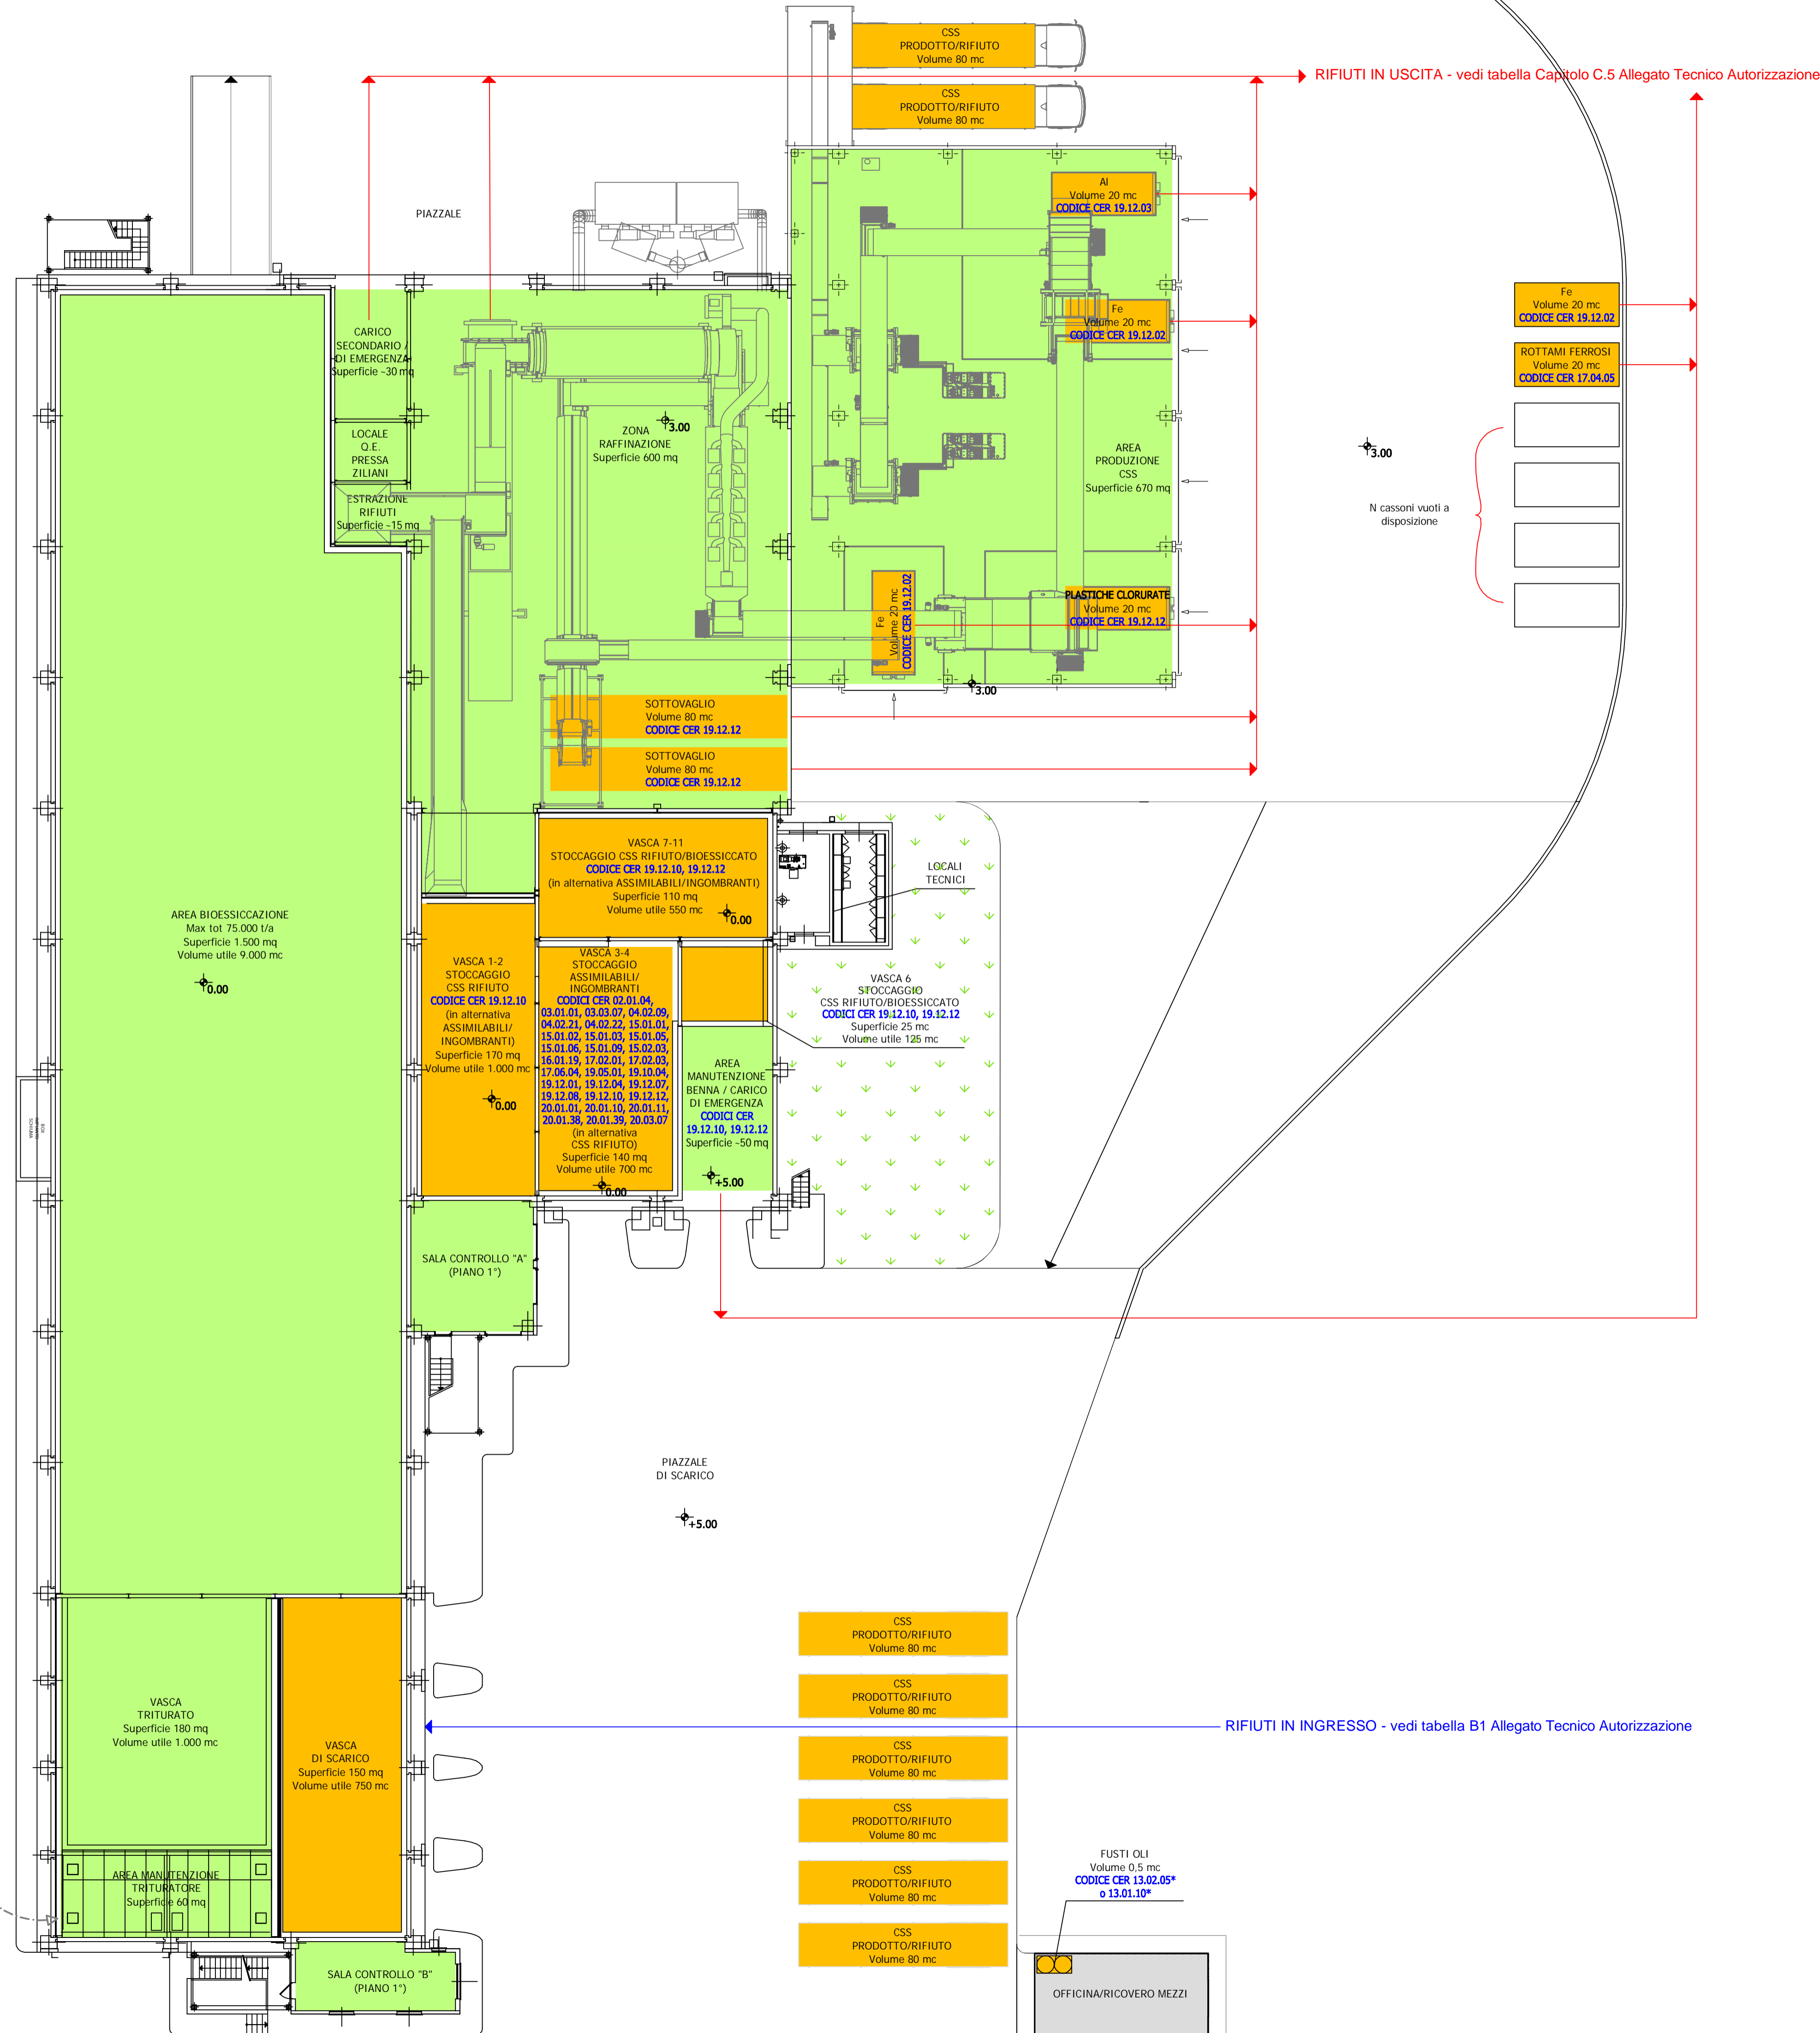 CSS
PRODOTTO/RIFIUTO
Volume 80 mc
RIFIUTI IN USCITA - vedi tabella Capitolo C.5 Allegato Tecnico Autorizzazione
CSS
PRODOTTO/RIFIUTO
Volume 80 mc
PIAZZALE
Al
Volume 20 mc
CODICE CER 19.12.03
Fe
Volume 20 mc
CODICE CER 19.12.02
Fe
Volume 20 mc
CODICE CER 19.12.02
ROTTAMI FERROSI
Volume 20 mc
CODICE CER 17.04.05
CARICO
SECONDARIO /
DI EMERGENZA
Superficie ~30 mq
LOCALE
Q.E.
PRESSA
ZILIANI
ESTRAZIONE
RIFIUTI
Superficie ~15 mq
3.00
ZONA
RAFFINAZIONE
Superficie 600 mq
AREA
PRODUZIONE
CSS
Superficie 670 mq
3.00
N cassoni vuoti a
disposizione
Fe
Volume 20 mc
CODICE CER 19.12.02
PLASTICHE CLORURATE
Volume 20 mc
CODICE CER 19.12.12
3.00
SOTTOVAGLIO
Volume 80 mc
CODICE CER 19.12.12
SOTTOVAGLIO
Volume 80 mc
CODICE CER 19.12.12
VASCA 7-11
STOCCAGGIO CSS RIFIUTO/BIOESSICCATO
CODICE CER 19.12.10, 19.12.12
(in alternativa ASSIMILABILI/INGOMBRANTI)
Superficie 110 mq
Volume utile 550 mc
0.00
LOCALI
TECNICI
AREA BIOESSICCAZIONE
Max tot 75.000 t/a
Superficie 1.500 mq
Volume utile 9.000 mc
0.00
VASCA 1-2
STOCCAGGIO
CSS RIFIUTO
CODICE CER 19.12.10
(in alternativa
ASSIMILABILI/
INGOMBRANTI)
Superficie 170 mq
Volume utile 1.000 mc
0.00
VASCA 3-4
STOCCAGGIO
ASSIMILABILI/
INGOMBRANTI
CODICI CER 02.01.04,
03.01.01, 03.03.07, 04.02.09,
04.02.21, 04.02.22, 15.01.01,
15.01.02, 15.01.03, 15.01.05,
15.01.06, 15.01.09, 15.02.03,
16.01.19, 17.02.01, 17.02.03,
17.06.04, 19.05.01, 19.10.04,
19.12.01, 19.12.04, 19.12.07,
19.12.08, 19.12.10, 19.12.12,
20.01.01, 20.01.10, 20.01.11,
20.01.38, 20.01.39, 20.03.07
(in alternativa
CSS RIFIUTO)
Superficie 140 mq
Volume utile 700 mc
0.00
VASCA 6
STOCCAGGIO
CSS RIFIUTO/BIOESSICCATO
CODICI CER 19.12.10, 19.12.12
Superficie 25 mc
Volume utile 125 mc
AREA
MANUTENZIONE
BENNA / CARICO
DI EMERGENZA
CODICI CER
19.12.10, 19.12.12
Superficie ~50 mq
+5.00
SALA CONTROLLO "A"
(PIANO 1°)
PIAZZALE
DI SCARICO
+5.00
CSS
PRODOTTO/RIFIUTO
Volume 80 mc
CSS
PRODOTTO/RIFIUTO
Volume 80 mc
RIFIUTI IN INGRESSO - vedi tabella B1 Allegato Tecnico Autorizzazione
CSS
PRODOTTO/RIFIUTO
Volume 80 mc
CSS
PRODOTTO/RIFIUTO
Volume 80 mc
CSS
PRODOTTO/RIFIUTO
Volume 80 mc
CSS
PRODOTTO/RIFIUTO
Volume 80 mc
VASCA
TRITURATO
Superficie 180 mq
Volume utile 1.000 mc
VASCA
DI SCARICO
Superficie 150 mq
Volume utile 750 mc
AREA MANUTENZIONE
TRITURATORE
Superficie 60 mq
FUSTI OLI
Volume 0,5 mc
CODICE CER 13.02.05*
o 13.01.10*
SALA CONTROLLO "B"
(PIANO 1°)
OFFICINA/RICOVERO MEZZI